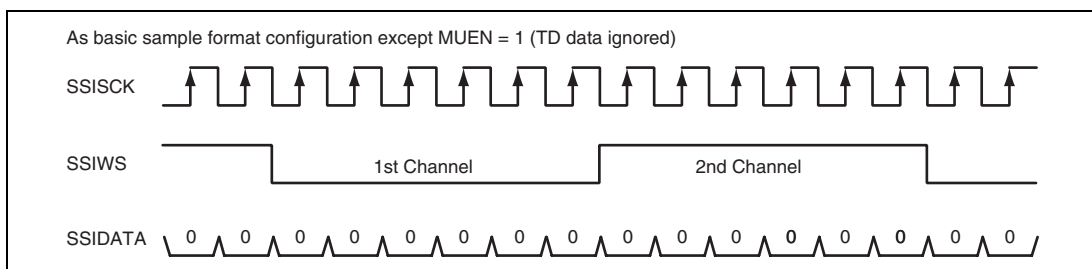 As basic sample format configuration except MUEN = 1 (TD data ignored)
SSISCK
SSIWS 1st Channel 2nd Channel
SSIDATA 0 0 0 0 0 0 0 0 0 0 0 0 0 0 0 0